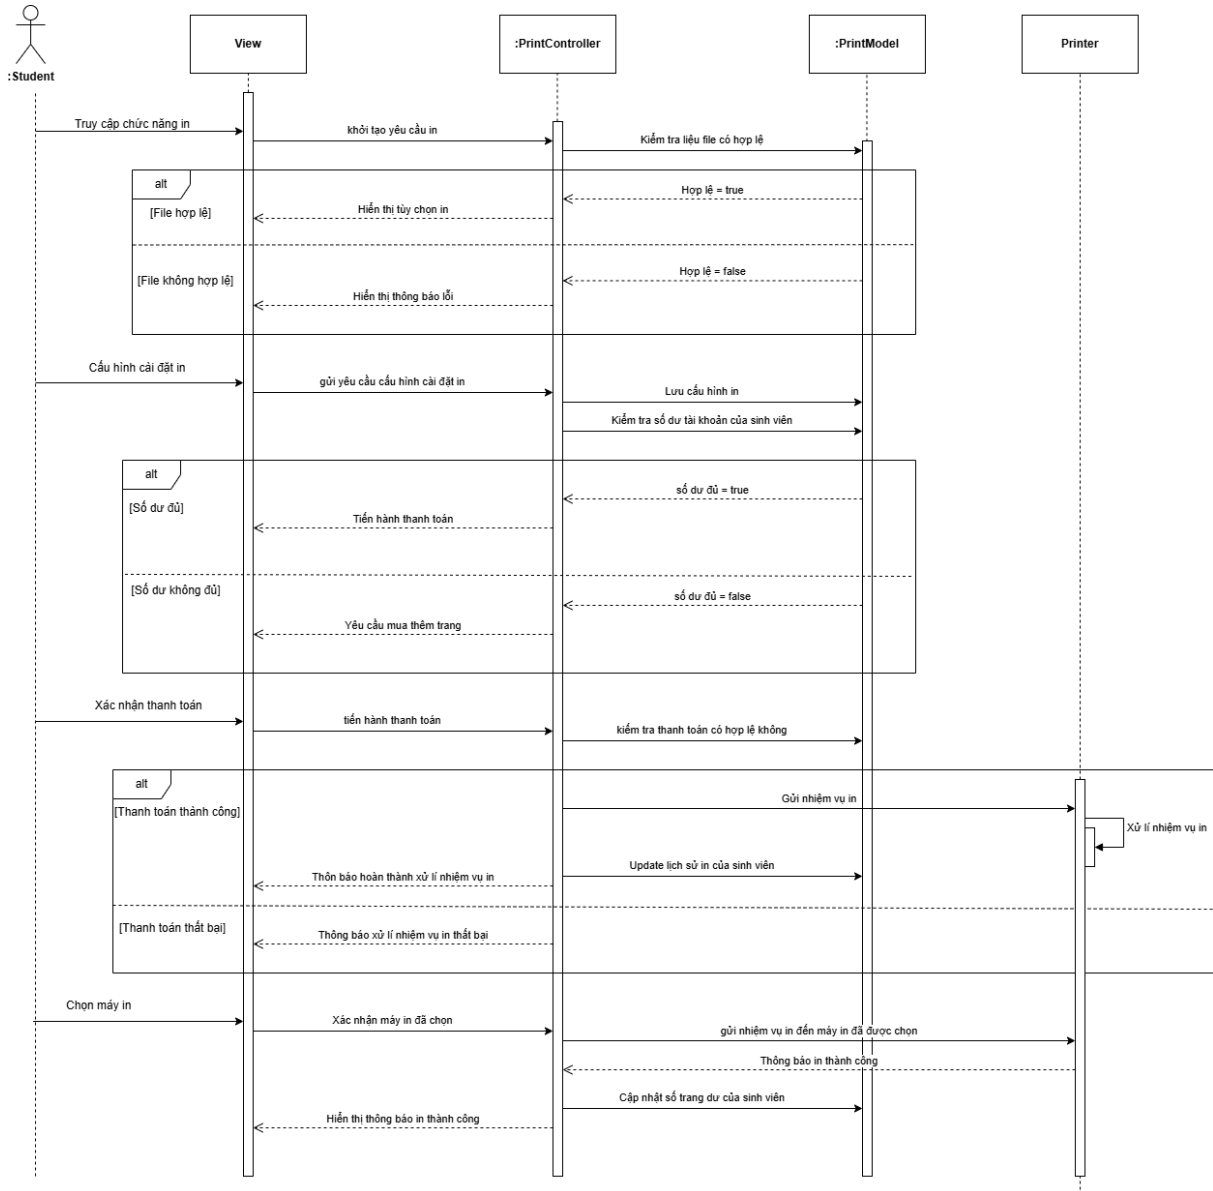 :Student
View
:PrintController
:PrintModel
Printer
Truy cập chức năng in
khởi tạo yêu cầu in
Kiểm tra liệu file có hợp lệ
alt
[File hợp lệ]
Hợp lệ = true
Hiển thị tùy chọn in
[File không hợp lệ]
Hợp lệ = false
Hiển thị thông báo lỗi
Cấu hình cài đặt in
gửi yêu cầu cấu hình cài đặt in
Lưu cấu hình in
Kiểm tra số dư tài khoản của sinh viên
alt
[Số dư đủ]
số dư đủ = true
Tiến hành thanh toán
[Số dư không đủ]
số dư đủ = false
Yêu cầu mua thêm trang
Xác nhận thanh toán
tiến hành thanh toán
kiểm tra thanh toán có hợp lệ không
alt
[Thanh toán thành công]
Gửi nhiệm vụ in
Xử lí nhiệm vụ in
Update lịch sử in của sinh viên
Thôn báo hoàn thành xử lí nhiệm vụ in
[Thanh toán thất bại]
Thông báo xử lí nhiệm vụ in thất bại
Chọn máy in
Xác nhận máy in đã chọn
gửi nhiệm vụ in đến máy in đã được chọn
Thông báo in thành công
Cập nhật số trang dư của sinh viên
Hiển thị thông báo in thành công